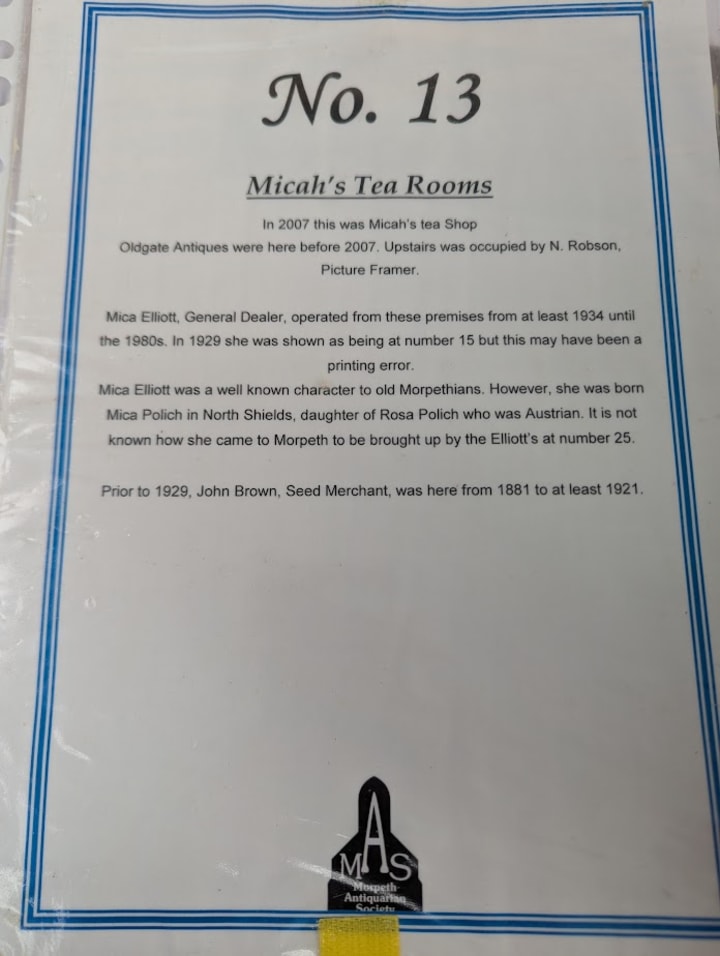 No. 13
Micah's Tea Rooms
In 2007 this was Micah's tea Shop
Oldgate Antiques were here before 2007. Upstairs was occupied by N. Robson,
Picture Framer.
Mica Elliott, General Dealer, operated from these premises from at least 1934 until
the 1980s. In 1929 she was shown as being at number 15 but this may have been a
printing error.
Mica Elliott was a well known character to old Morpethians. However, she was born
Mica Polich in North Shields, daughter of Rosa Polich who was Austrian. It is not
known how she came to Morpeth to be brought up by the Elliott's at number 25.
Prior to 1929, John Brown, Seed Merchant, was here from 1881 to at least 1921.
MAS
Morpeth
Antiquarian
Society